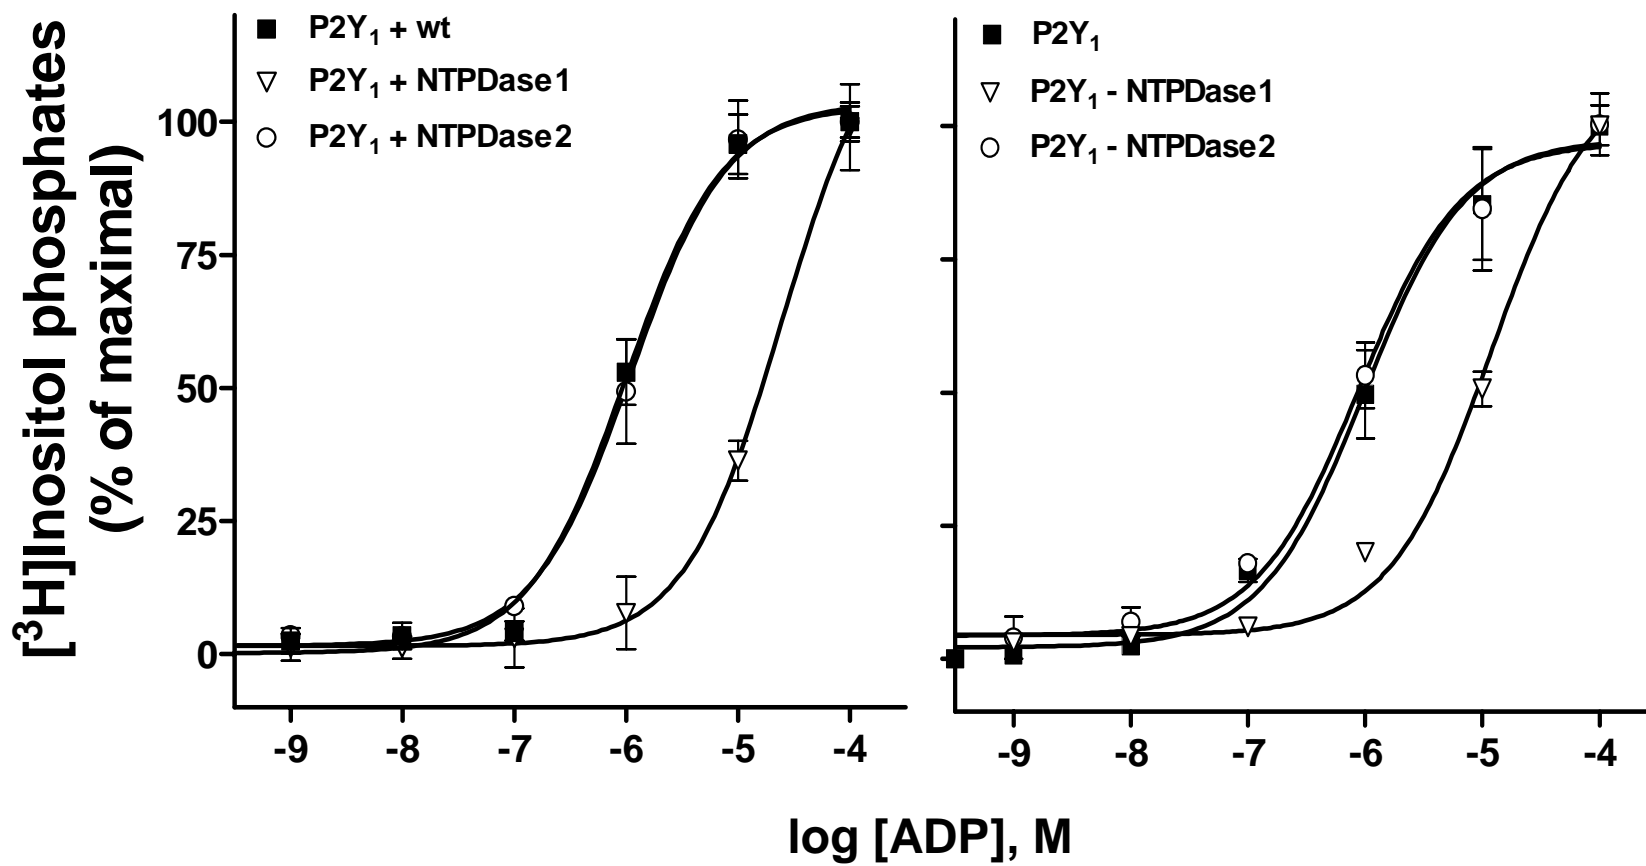 [³H]Inositol phosphates
(% of maximal)
P2Y₁ + wt
P2Y₁ + NTPDase1
P2Y₁ + NTPDase2
100
75
50
25
0
-9 -8 -7 -6 -5 -4
P2Y₁
P2Y₁ - NTPDase1
P2Y₁ - NTPDase2
-9 -8 -7 -6 -5 -4
log [ADP], M